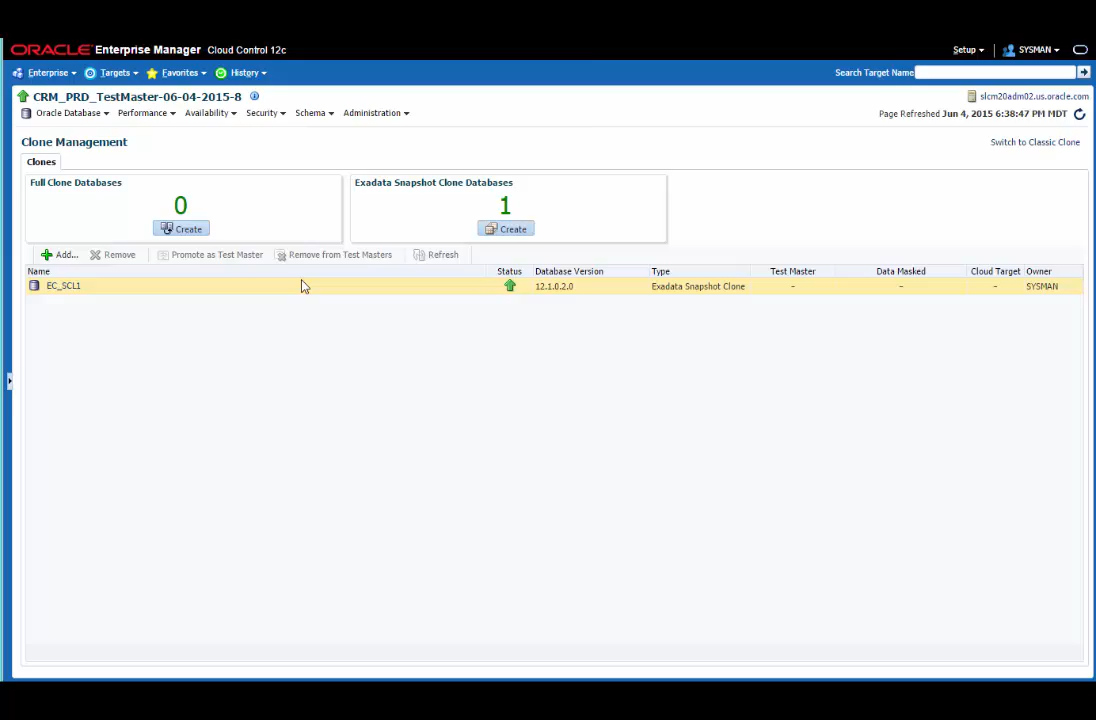 ORACLE Enterprise Manager Cloud Control 12c Setup SYSMAN
Enterprise Targets Favorites History Search Target Name
CRM_PRD_TestMaster-06-04-2015-8 slcm20adm02.us.oracle.com
Oracle Database Performance Availability Security Schema Administration Page Refreshed Jun 4, 2015 6:38:47 PM MDT
Clone Management Switch to Classic Clone
Clones
Full Clone Databases Exadata Snapshot Clone Databases
0 1
Create Create
Add... Remove Promote as Test Master Remove from Test Masters Refresh
Name Status Database Version Type Test Master Data Masked Cloud Target Owner
EC_SCL1 12.1.0.2.0 Exadata Snapshot Clone - - - SYSMAN